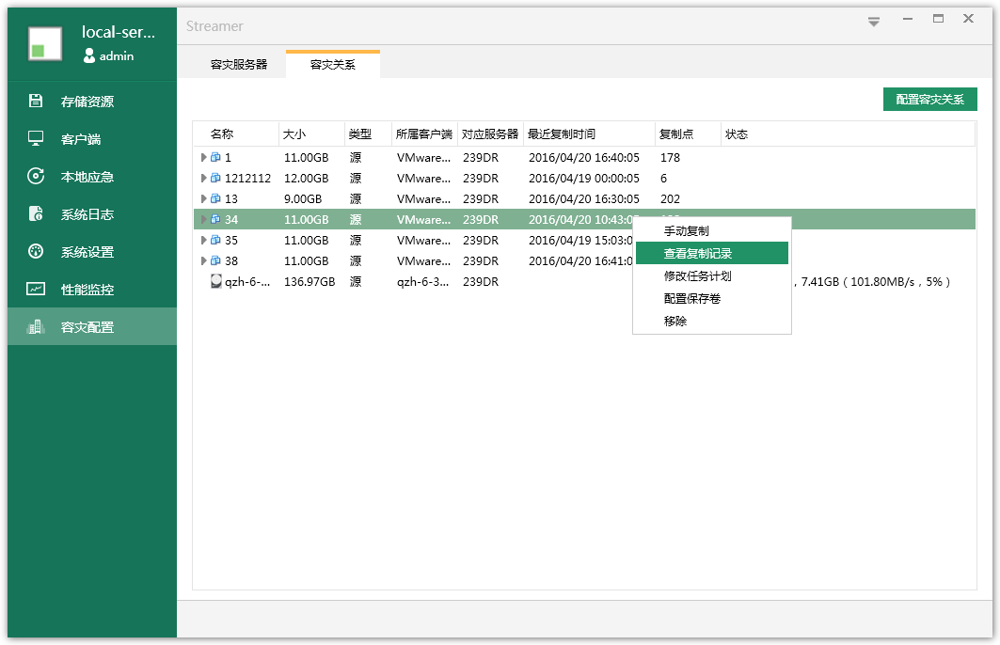 local-ser...
admin
Streamer
存储资源
客户端
本地应急
系统日志
系统设置
性能监控
容灾配置
容灾服务器 容灾关系
配置容灾关系
名称 大小 类型 所属客户端 对应服务器 最近复制时间 复制点 状态
1 11.00GB 源 VMware... 239DR 2016/04/20 16:40:05 178
1212112 12.00GB 源 VMware... 239DR 2016/04/19 00:00:05 6
13 9.00GB 源 VMware... 239DR 2016/04/20 16:30:05 202
34 11.00GB 源 VMware... 239DR 2016/04/20 10:43:0
35 11.00GB 源 VMware... 239DR 2016/04/19 15:03:0
38 11.00GB 源 VMware... 239DR 2016/04/20 16:41:0
qzh-6-... 136.97GB 源 qzh-6-3... 239DR , 7.41GB ( 101.80MB/s , 5% )
手动复制
查看复制记录
修改任务计划
配置保存卷
移除